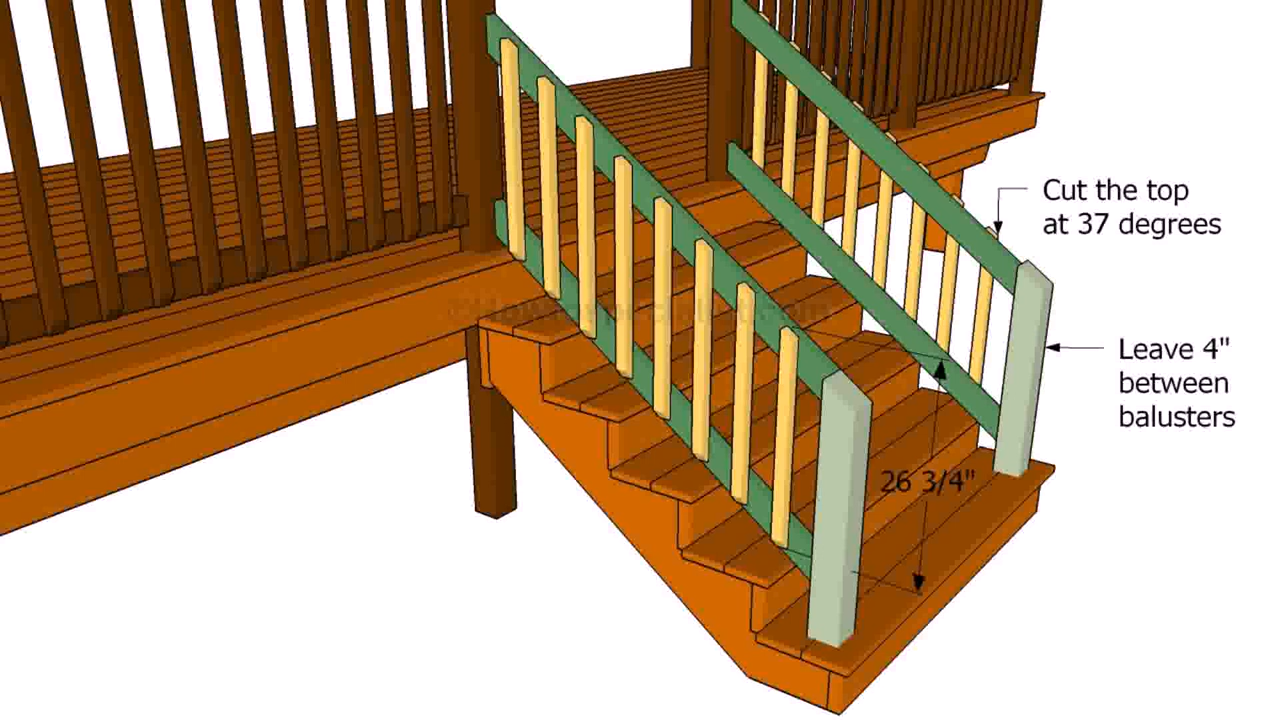 Cut the top
at 37 degrees
Leave 4"
between
balusters
26 3/4"